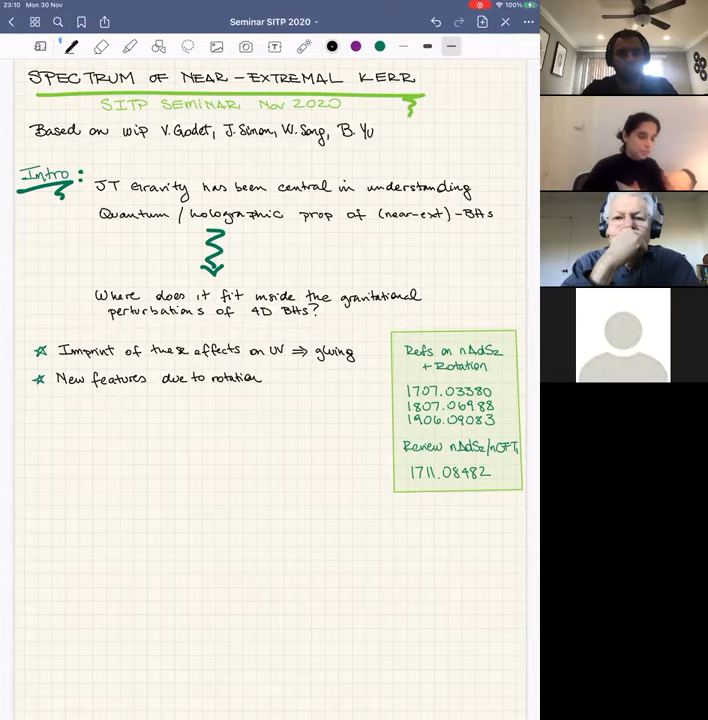 23:10 Mon 30 Nov
100%
Seminar SITP 2020
SPECTRUM OF NEAR-EXTREMAL KERR
SITP SEMINAR Nov 2020
Based on wip V. Godet, J. Simon, W. Song, B. Yu
Intro:
JT Gravity has been central in understanding
Quantum / holographic prop of (near-ext)-BHs
Where does it fit inside the gravitational
perturbations of 4D BHs?
☆ Imprint of these effects on UV ⇒ gluing
☆ New features due to rotation
Refs on nAdS2
+ Rotation
1707.03380
1807.06988
1906.09083
Review nAdS2/nCFT1
1711.08482